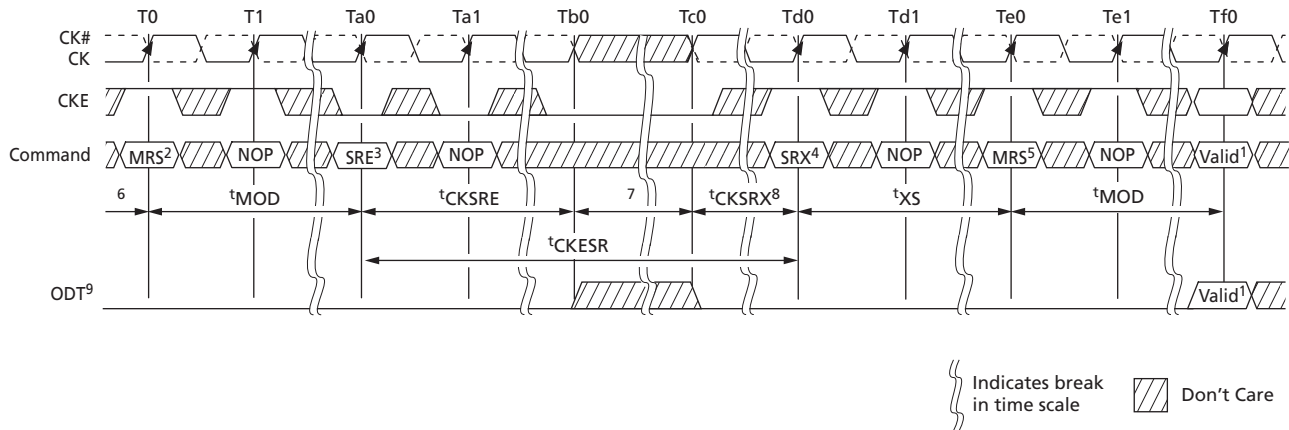 T0 T1 Ta0 Ta1 Tb0 Tc0 Td0 Td1 Te0 Te1 Tf0
CK#
CK
CKE
Command MRS² NOP SRE³ NOP SRX⁴ NOP MRS⁵ NOP Valid¹
6 ᵗMOD ᵗCKSRE 7 ᵗCKSRX⁸ ᵗXS ᵗMOD
ᵗCKESR
ODT⁹ Valid¹
Indicates break
in time scale
Don't Care